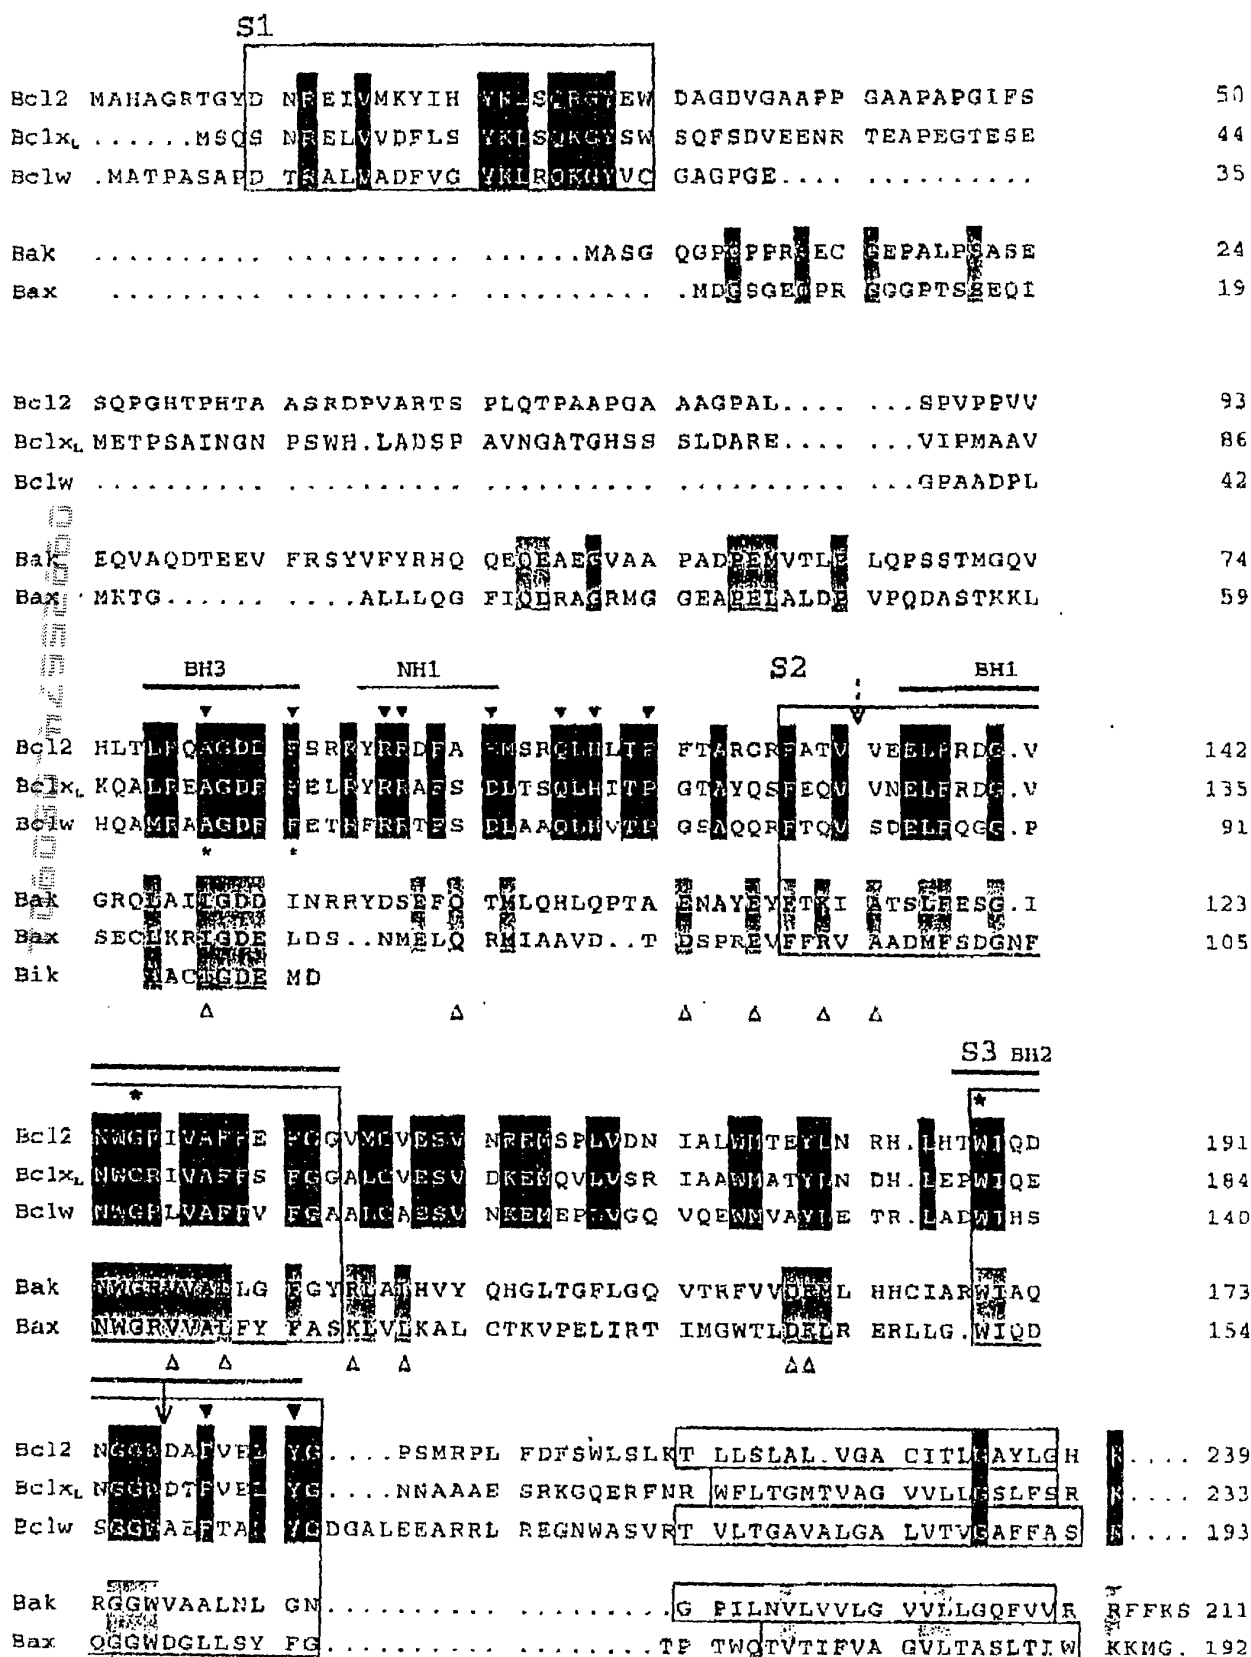 S1
Bcl2 MAHAGRTGYD NREIVMKYIH YKLSQRGYEW DAGDVGAAPP GAAPAPGIFS 50
BclxL ......MSQS NRELVVDFLS YKLSQKGYSW SQFSDVEENR TEAPEGTESE 44
Bclw .MATPASAPD TRALVADFVG YKLRQKGYVC GAGPGE.... .......... 35
Bak .......... .......... ......MASG QGPGPPRQEC GEPALPSASE 24
Bax .......... .......... .......... .MDGSGEQPR GGGPTSSEQI 19
Bcl2 SQPGHTPHTA ASRDPVARTS PLQTPAAPGA AAGPAL.... ...SPVPPVV 93
BclxL METPSAINGN PSWH.LADSP AVNGATGHSS SLDARE.... ...VIPMAAV 86
Bclw .......... .......... .......... .......... ...GPAADPL 42
Bak EQVAQDTEEV FRSYVFYRHQ QEQEAEGVAA PADPEMVTLP LQPSSTMGQV 74
Bax MKTG...... ....ALLLQG FIQDRAGRMG GEAPELALDP VPQDASTKKL 59
BH3 NH1 S2 BH1
Bcl2 HLTLRQAGDD FSRRYRRDFA EMSRQLHLTP FTARGRFATV VEELFRDG.V 142
BclxL KQALREAGDE FELRYRRAFS DLTSQLHITP GTAYQSFEQV VNELFRDG.V 135
Bclw HQAMRAAGDE FETRFRRTFS DLAAQLHVTP GSAQQRFTQV SDELFQGG.P 91
* *
Bak GRQLAIIGDD INRRYDSEFQ TMLQHLQPTA ENAYEYFTKI ATSLFESG.I 123
Bax SECLKRIGDE LDS..NMELQ RMIAAVD..T DSPREVFFRV AADMFSDGNF 105
Bik LACIGDEMD
S3 BH2
* *
Bcl2 NWGRIVAFFE FGGVMCVESV NREMSPLVDN IALWMTEYLN RH.LHTWIQD 191
BclxL NWGRIVAFFS FGGALCVESV DKEMQVLVSR IAAWMATYLN DH.LEPWIQE 184
Bclw NWGRLVAFFV FGAALCAESV NKEMEPLVGQ VQEWMVAYLE TR.LADWIHS 140
Bak NWGRVVALLG FGYRLALHVY QHGLTGFLGQ VTRFVVDFML HHCIARWIAQ 173
Bax NWGRVVALFY FASKLVLKAL CTKVPELIRT IMGWTLDFLR ERLLG.WIQD 154
Bcl2 NGGWDAFVEL YG....PSMRPL FDFSWLSLKT LLSLAL.VGA CITLGAYLGH K.... 239
BclxL NGGWDTFVEL YG....NNAAAE SRKGQERFNR WFLTGMTVAG VVLLGSLFSR K.... 233
Bclw SGGWAEFTAL YGDGALEEARRL REGNWASVRT VLTGAVALGA LVTVGAFFAS K.... 193
Bak RGGWVAALNL GN....................G PILNVLVVLG VVLLGQFVVR RFFKS 211
Bax QGGWDGLLSY FG....................TP TWQTVTIFVA GVLTASLTIW KKMG. 192